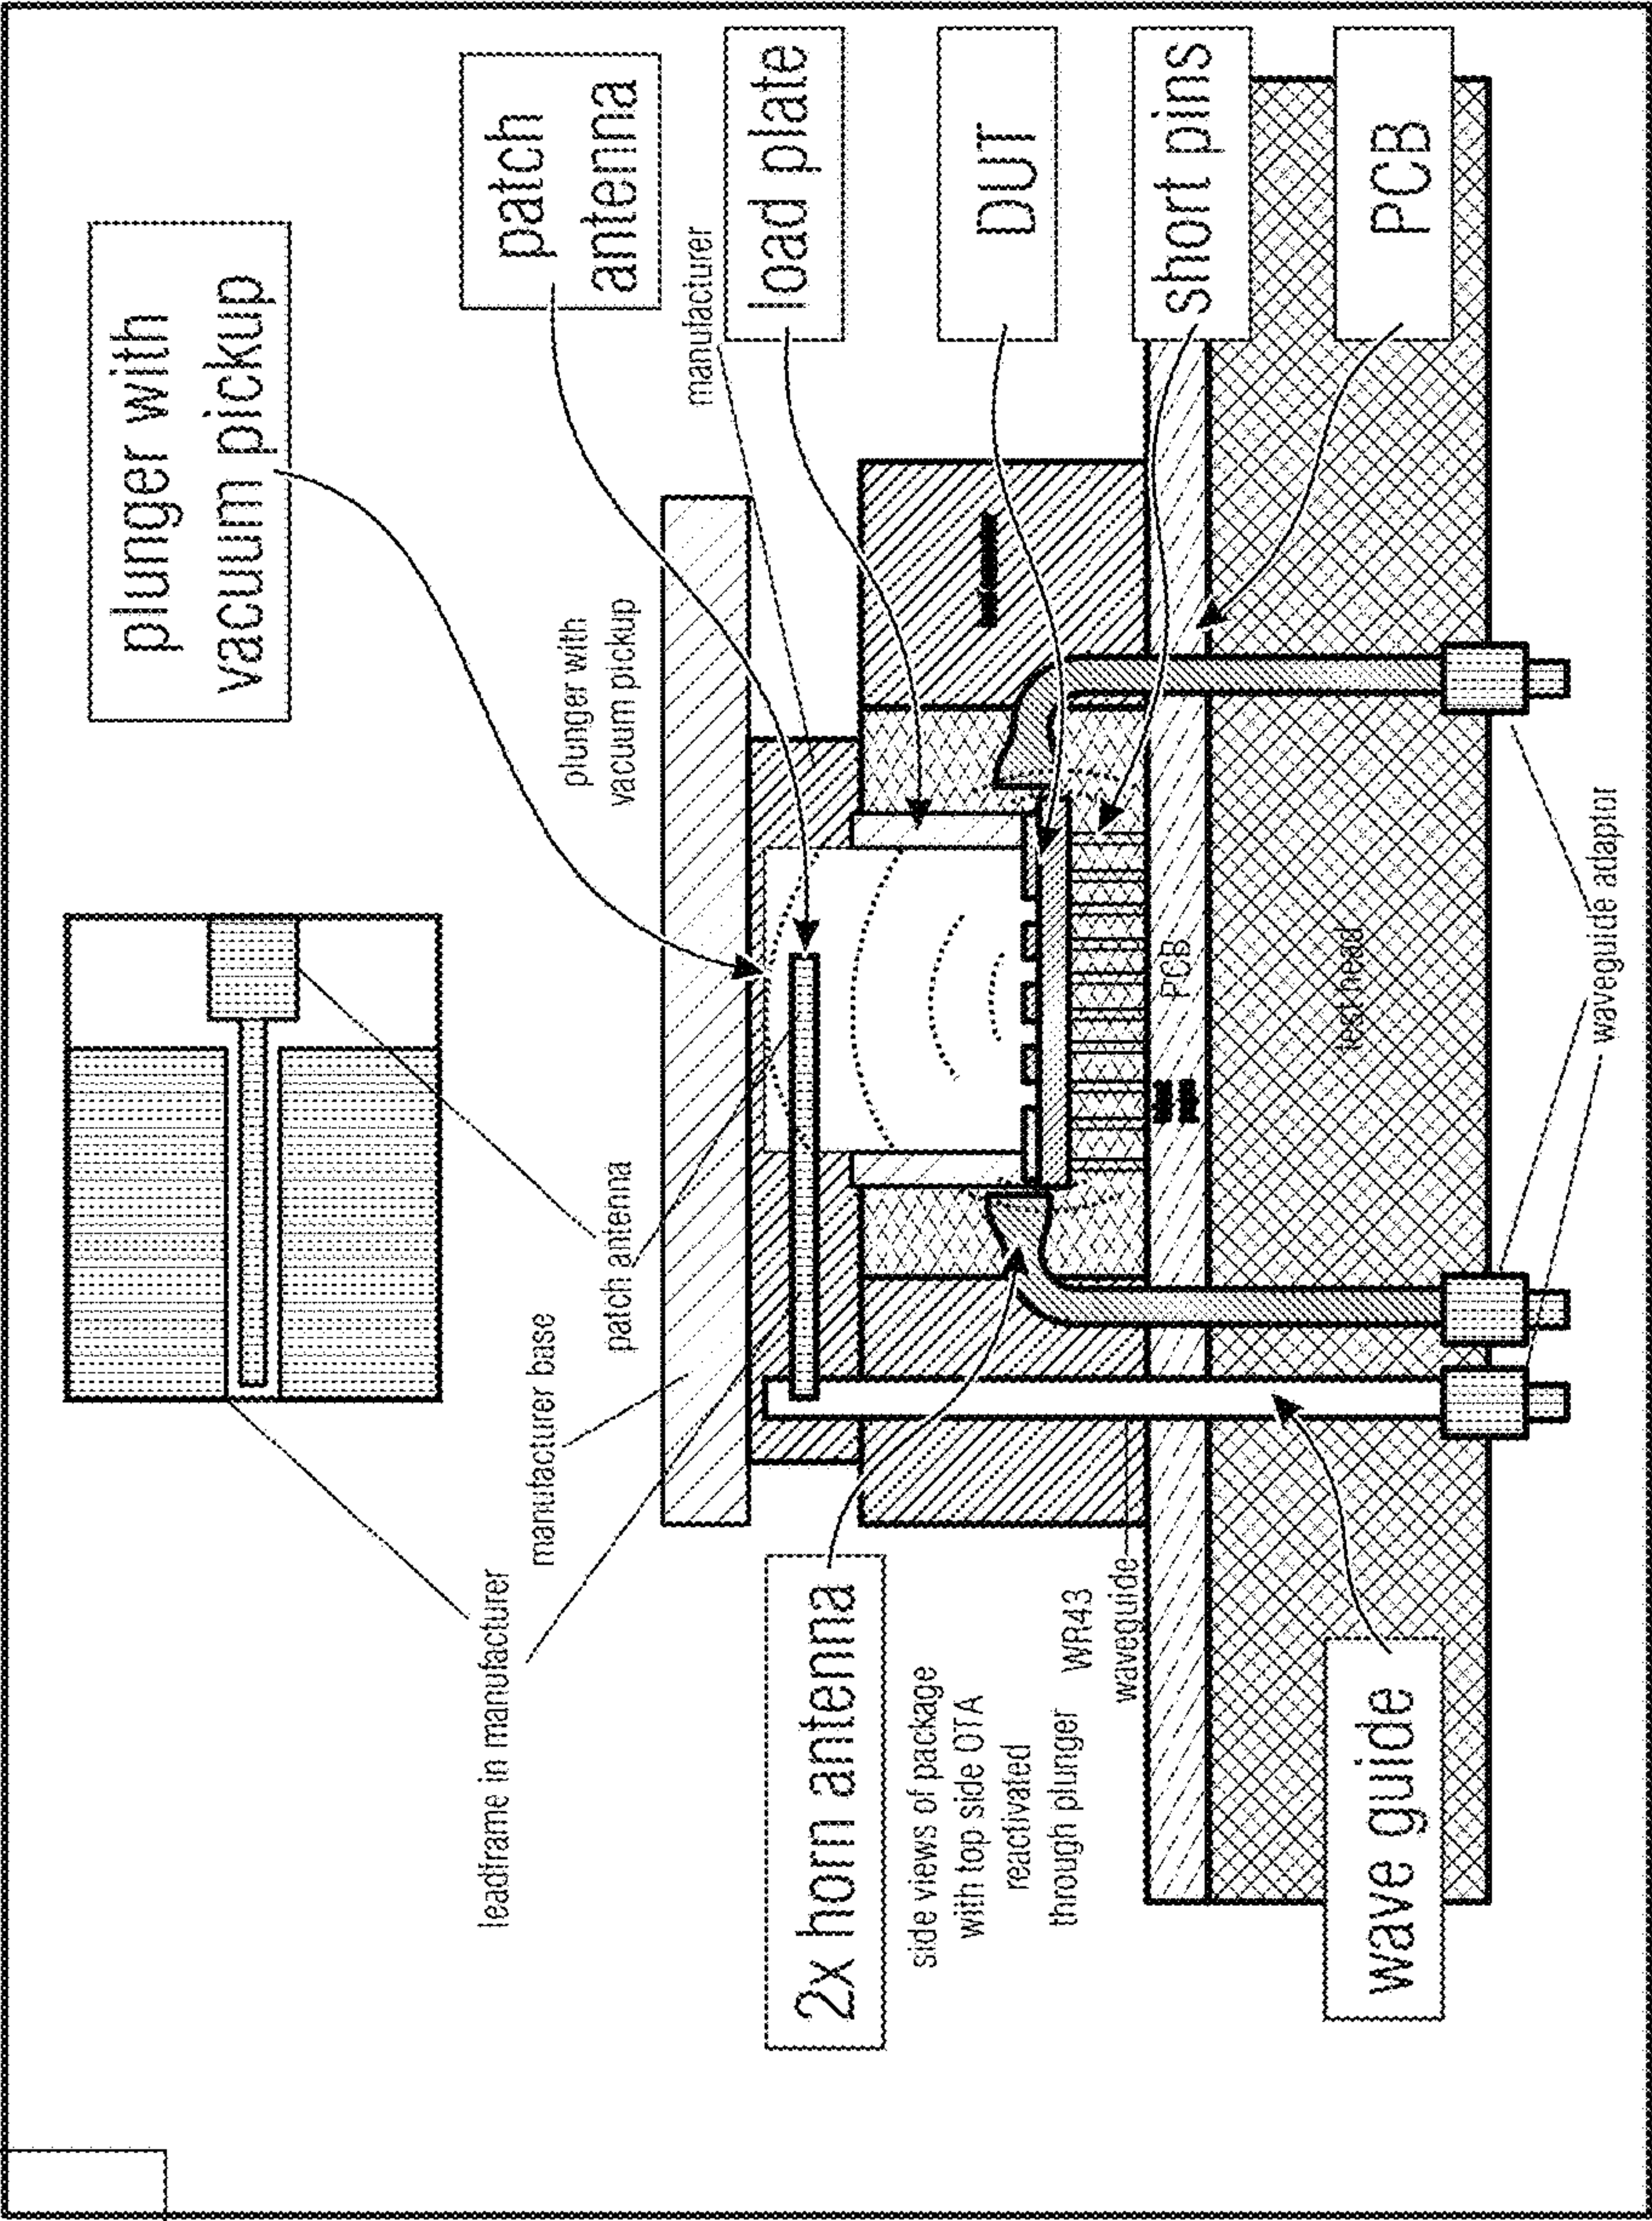 plunger with
vacuum pickup
patch
antenna
manufacturer
load plate
DUT
short pins
PCB
plunger with
vacuum pickup
patch antenna
manufacturer base
leadframe in manufacturer
2x horn antenna
side views of package
with top side OTA
reactivated
through plunger
WR43
waveguide
wave guide
PCB
test head
waveguide adaptor